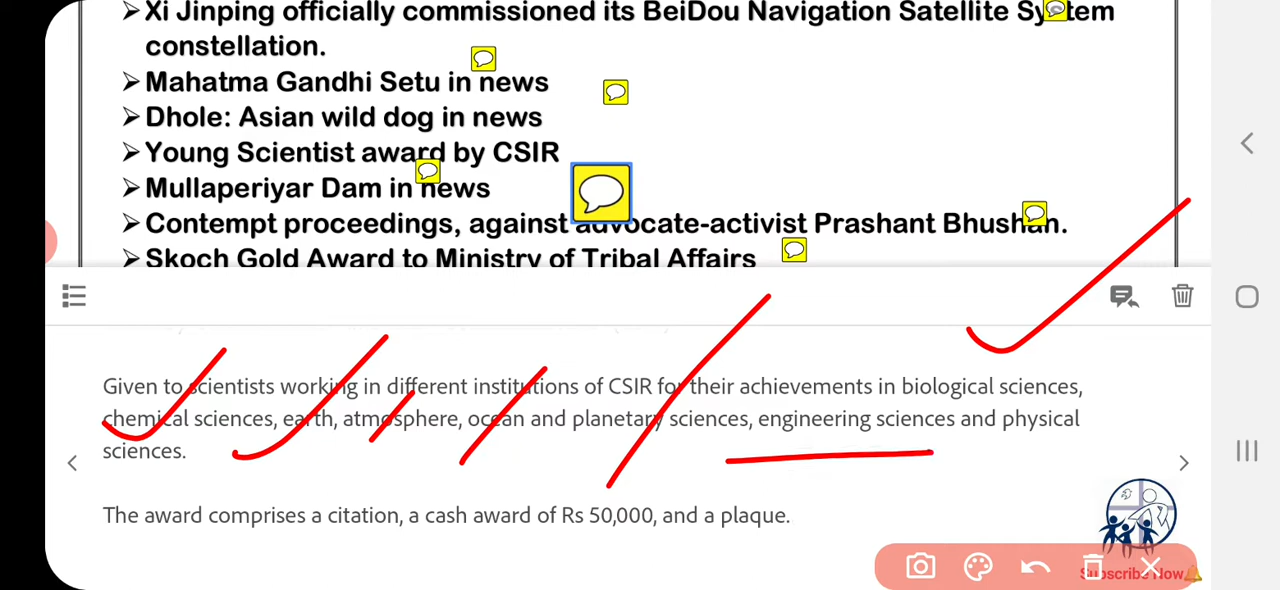 ➢Xi Jinping officially commissioned its BeiDou Navigation Satellite System
constellation.
➢Mahatma Gandhi Setu in news
➢Dhole: Asian wild dog in news
➢Young Scientist award by CSIR
➢Mullaperiyar Dam in news
➢Contempt proceedings, against advocate-activist Prashant Bhushan.
➢Skoch Gold Award to Ministry of Tribal Affairs
Given to scientists working in different institutions of CSIR for their achievements in biological sciences,
chemical sciences, earth, atmosphere, ocean and planetary sciences, engineering sciences and physical
sciences.
The award comprises a citation, a cash award of Rs 50,000, and a plaque.
Subscribe Now